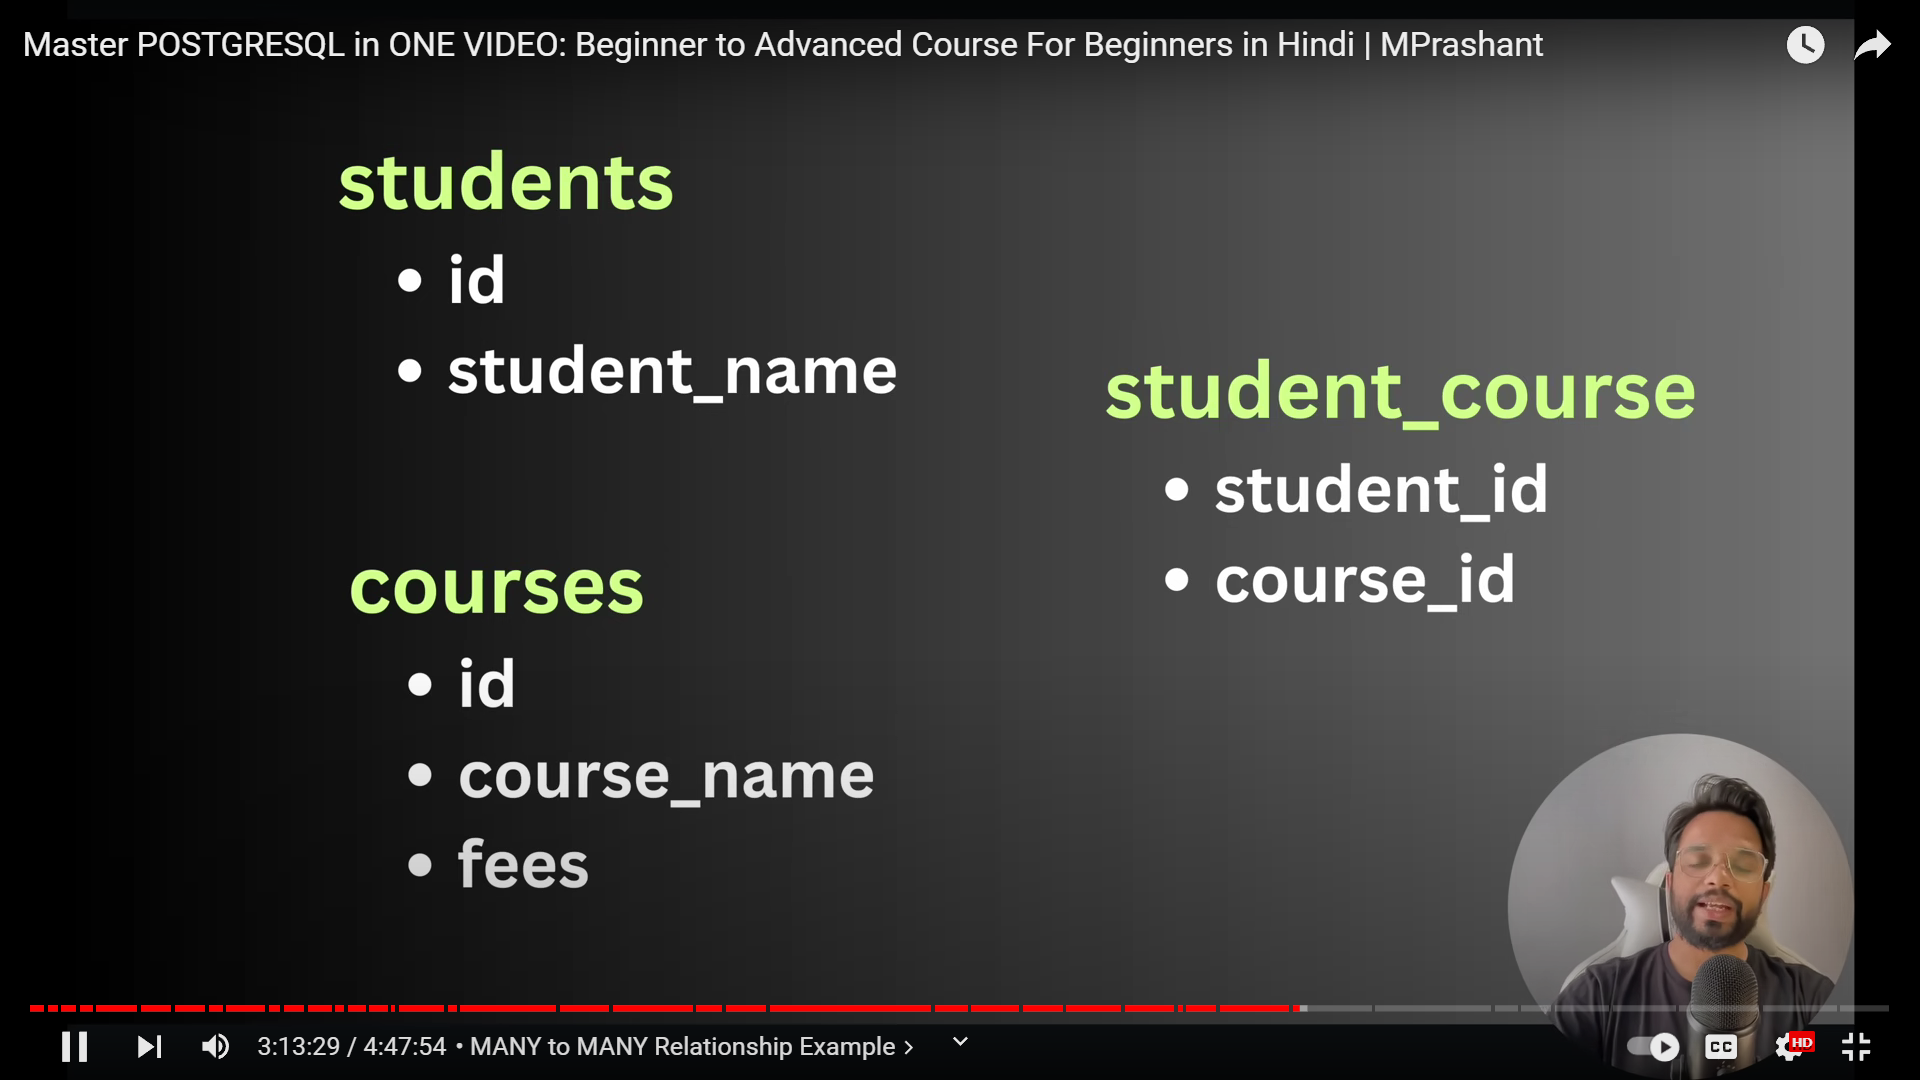 Master POSTGRESQL in ONE VIDEO: Beginner to Advanced Course For Beginners in Hindi | MPrashant
students
• id
• student_name
courses
• id
• course_name
• fees
student_course
• student_id
• course_id
3:13:29 / 4:47:54 • MANY to MANY Relationship Example
CC
HD